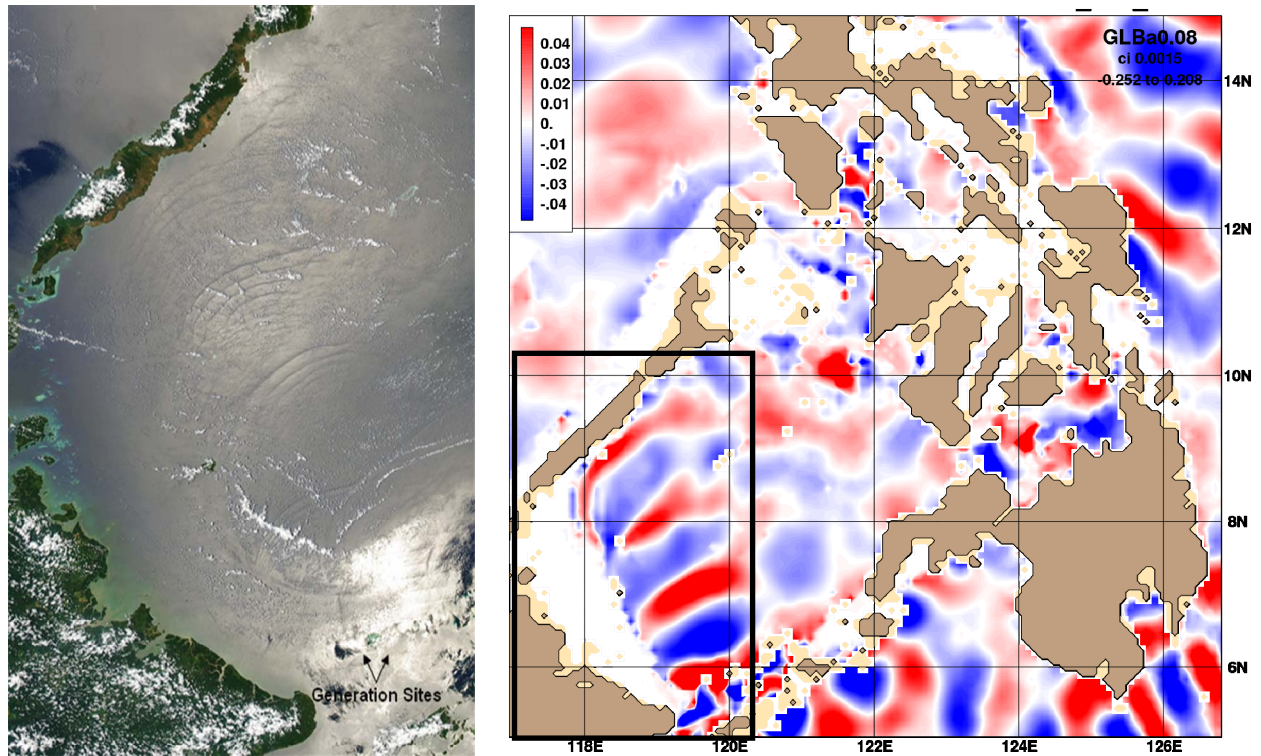 Generation Sites
0.04
0.03
0.02
0.01
0.
-.01
-.02
-.03
-.04
GLBa0.08
ci 0.0015
-0.252 to 0.208
14N
12N
10N
8N
6N
118E
120E
122E
124E
126E